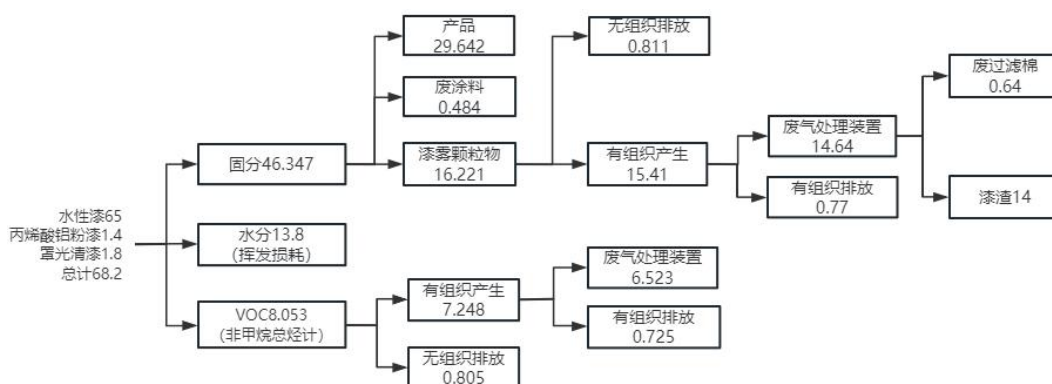 水性漆65
丙烯酸铝粉漆1.4
罩光清漆1.8
总计68.2
固分46.347
水分13.8
(挥发损耗)
VOC8.053
(非甲烷总烃计)
产品
29.642
废涂料
0.484
漆雾颗粒物
16.221
无组织排放
0.811
有组织产生
15.41
废气处理装置
14.64
有组织排放
0.77
废过滤棉
0.64
漆渣14
有组织产生
7.248
无组织排放
0.805
废气处理装置
6.523
有组织排放
0.725